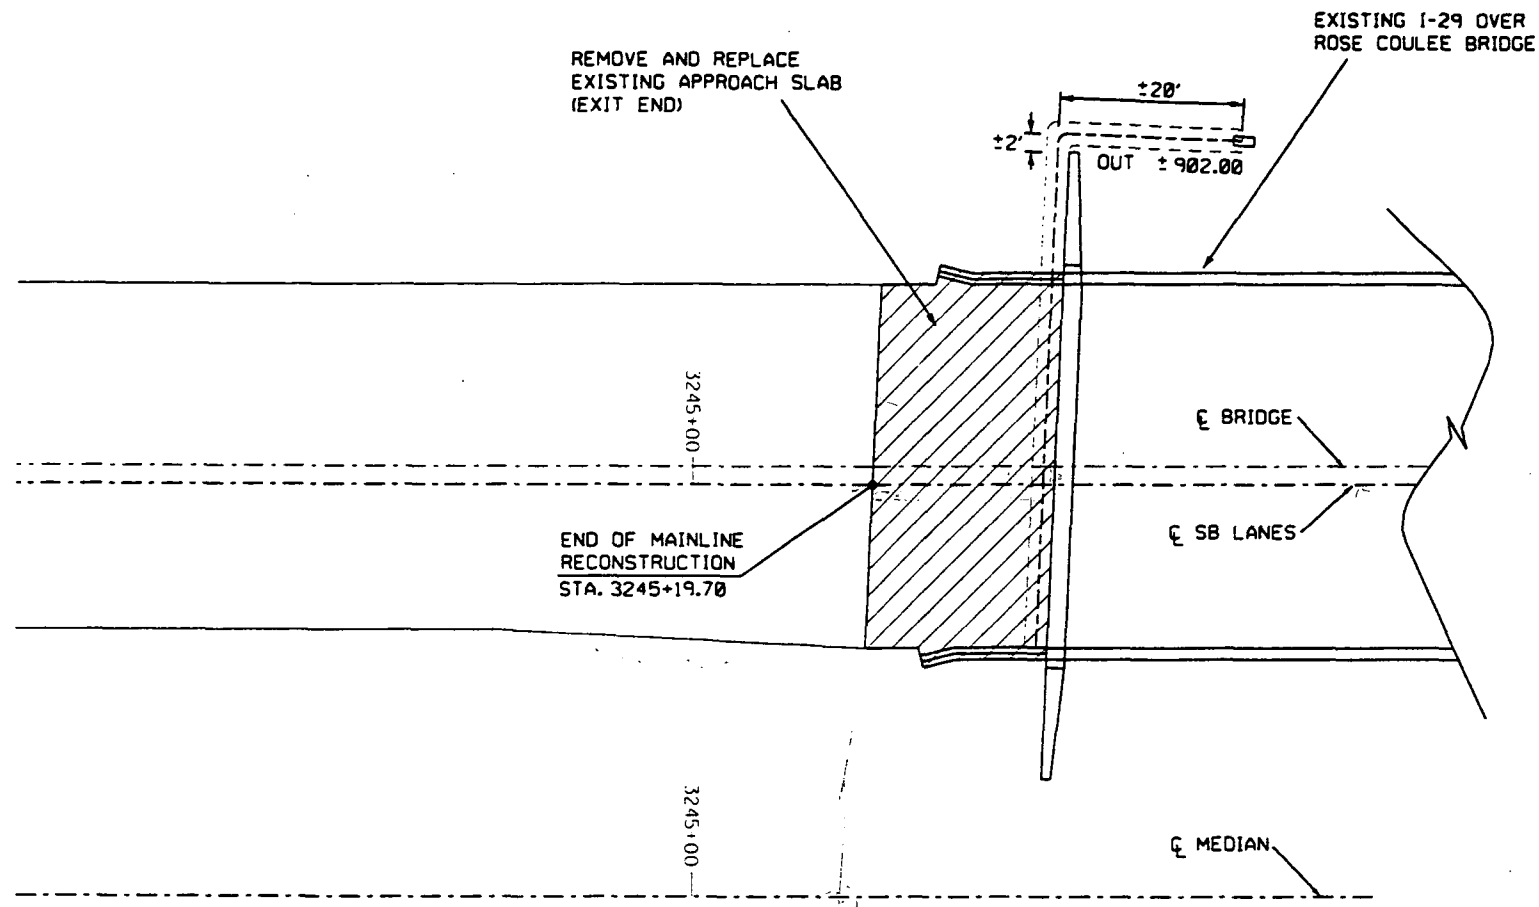 EXISTING I-29 OVER
ROSE COULEE BRIDGE
REMOVE AND REPLACE
EXISTING APPROACH SLAB
(EXIT END)
±20'
±2'
OUT ±902.00
3245+00
℄ BRIDGE
℄ SB LANES
END OF MAINLINE
RECONSTRUCTION
STA. 3245+19.70
3245+00
℄ MEDIAN